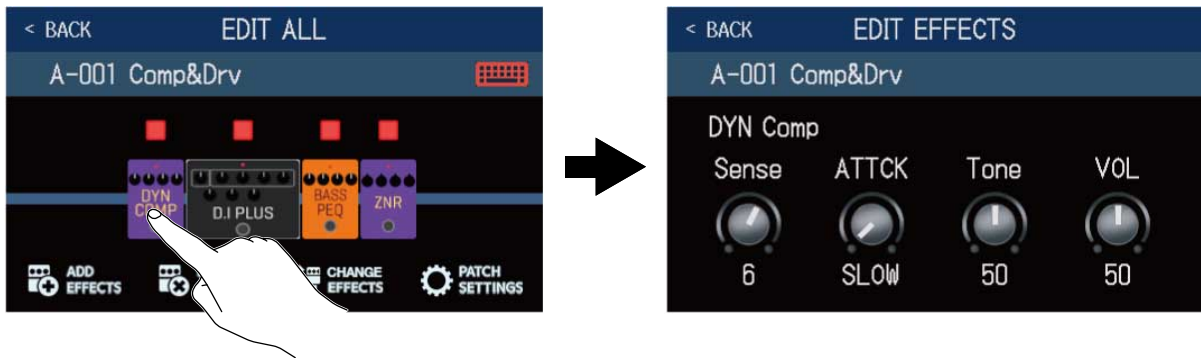 < BACK EDIT ALL
A-001 Comp&Drv
DYN
COMP
D.I PLUS
BASS
PEQ
ZNR
ADD
EFFECTS
CHANGE
EFFECTS
PATCH
SETTINGS
< BACK EDIT EFFECTS
A-001 Comp&Drv
DYN Comp
Sense ATTCK Tone VOL
6 SLOW 50 50